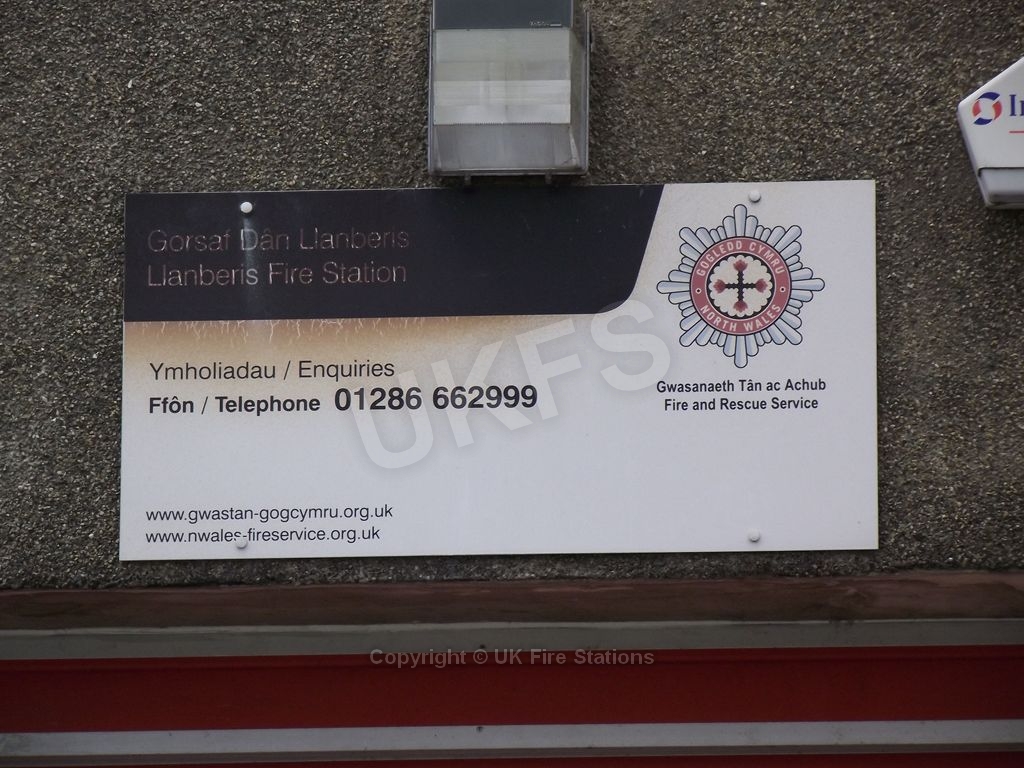 Gorsaf Dân Llanberis
Llanberis Fire Station
Ymholiadau / Enquiries
Ffôn / Telephone 01286 662999
www.gwastan-gogcymru.org.uk
www.nwales-fireservice.org.uk
GOGLEDD CYMRU
NORTH WALES
Gwasanaeth Tân ac Achub
Fire and Rescue Service
UKFS
Copyright © UK Fire Stations